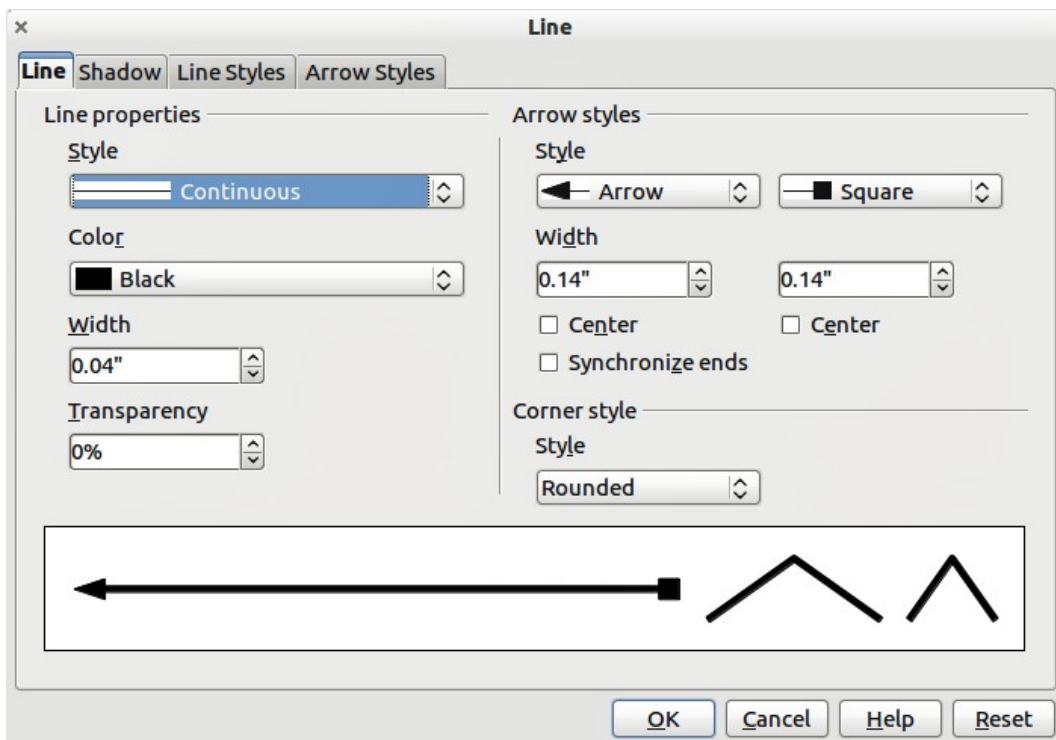 Line
Line Shadow Line Styles Arrow Styles
Line properties
Style
Continuous
Color
Black
Width
0.04"
Transparency
0%
Arrow styles
Style
Arrow Square
Width
0.14" 0.14"
Center Center
Synchronize ends
Corner style
Style
Rounded
OK Cancel Help Reset